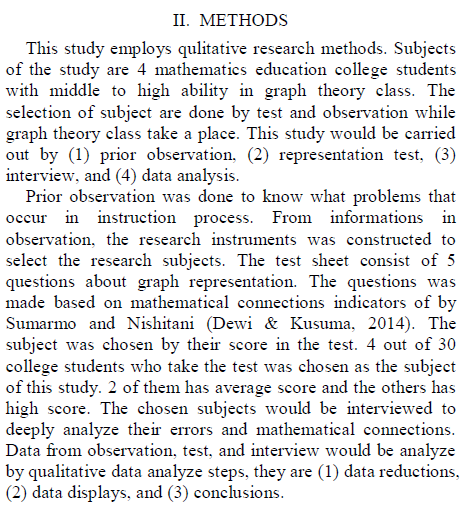 II. METHODS
This study employs qulitative research methods. Subjects
of the study are 4 mathematics education college students
with middle to high ability in graph theory class. The
selection of subject are done by test and observation while
graph theory class take a place. This study would be carried
out by (1) prior observation, (2) representation test, (3)
interview, and (4) data analysis.
Prior observation was done to know what problems that
occur in instruction process. From informations in
observation, the research instruments was constructed to
select the research subjects. The test sheet consist of 5
questions about graph representation. The questions was
made based on mathematical connections indicators of by
Sumarmo and Nishitani (Dewi & Kusuma, 2014). The
subject was chosen by their score in the test. 4 out of 30
college students who take the test was chosen as the subject
of this study. 2 of them has average score and the others has
high score. The chosen subjects would be interviewed to
deeply analyze their errors and mathematical connections.
Data from observation, test, and interview would be analyze
by qualitative data analyze steps, they are (1) data reductions,
(2) data displays, and (3) conclusions.